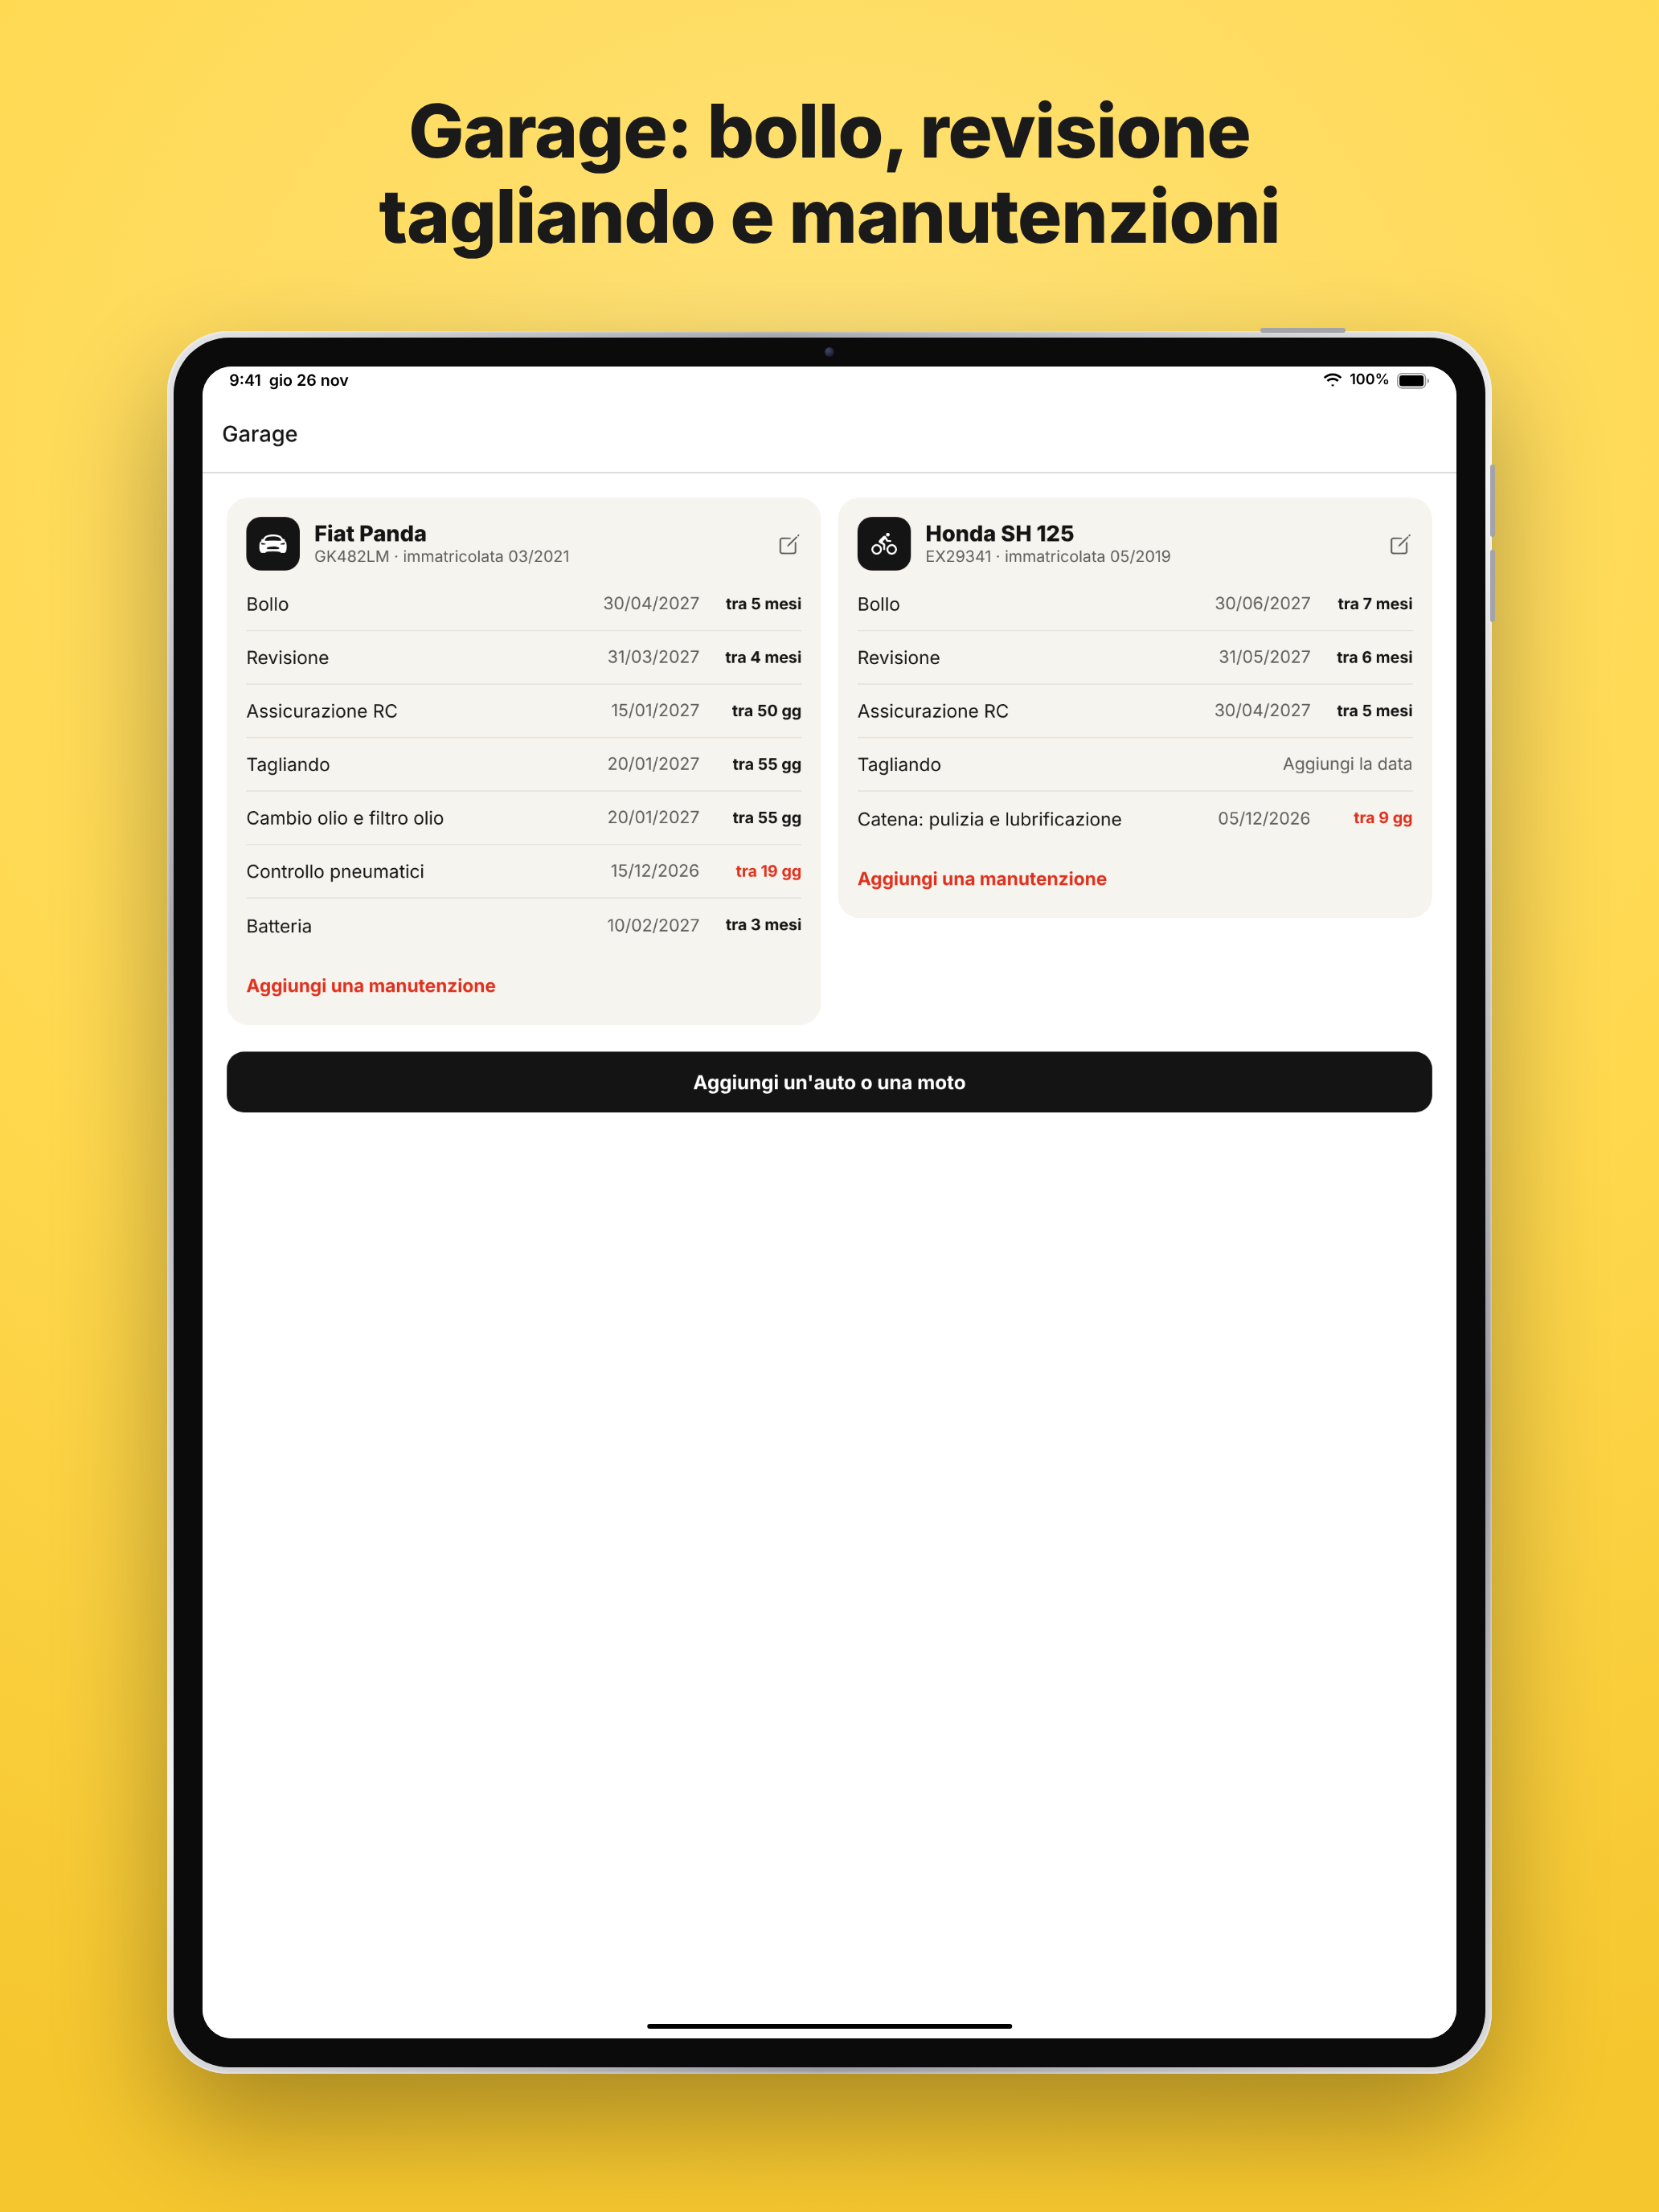 Garage: bollo, revisione
tagliando e manutenzioni
9:41 gio 26 nov
100%
Garage
Fiat Panda
GK482LM · immatricolata 03/2021
Bollo 30/04/2027 tra 5 mesi
Revisione 31/03/2027 tra 4 mesi
Assicurazione RC 15/01/2027 tra 50 gg
Tagliando 20/01/2027 tra 55 gg
Cambio olio e filtro olio 20/01/2027 tra 55 gg
Controllo pneumatici 15/12/2026 tra 19 gg
Batteria 10/02/2027 tra 3 mesi
Aggiungi una manutenzione
Honda SH 125
EX29341 · immatricolata 05/2019
Bollo 30/06/2027 tra 7 mesi
Revisione 31/05/2027 tra 6 mesi
Assicurazione RC 30/04/2027 tra 5 mesi
Tagliando Aggiungi la data
Catena: pulizia e lubrificazione 05/12/2026 tra 9 gg
Aggiungi una manutenzione
Aggiungi un'auto o una moto